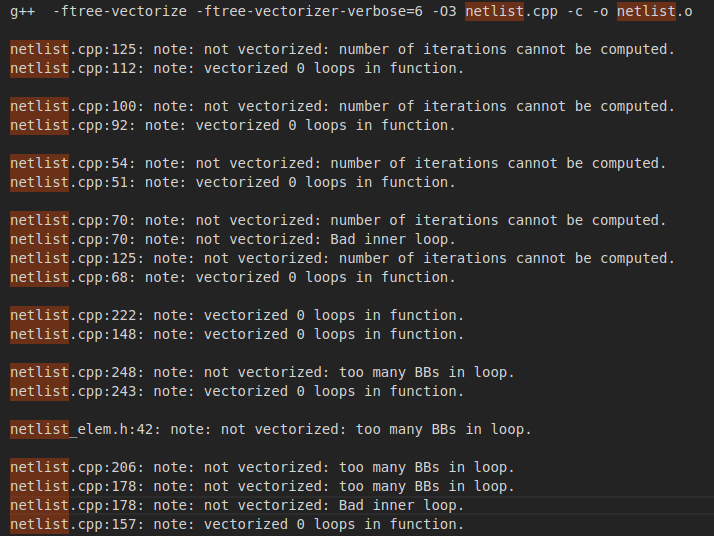 g++  -ftree-vectorize -ftree-vectorizer-verbose=6 -O3 netlist.cpp -c -o netlist.o
netlist.cpp:125: note: not vectorized: number of iterations cannot be computed.
netlist.cpp:112: note: vectorized 0 loops in function.
netlist.cpp:100: note: not vectorized: number of iterations cannot be computed.
netlist.cpp:92: note: vectorized 0 loops in function.
netlist.cpp:54: note: not vectorized: number of iterations cannot be computed.
netlist.cpp:51: note: vectorized 0 loops in function.
netlist.cpp:70: note: not vectorized: number of iterations cannot be computed.
netlist.cpp:70: note: not vectorized: Bad inner loop.
netlist.cpp:125: note: not vectorized: number of iterations cannot be computed.
netlist.cpp:68: note: vectorized 0 loops in function.
netlist.cpp:222: note: vectorized 0 loops in function.
netlist.cpp:148: note: vectorized 0 loops in function.
netlist.cpp:248: note: not vectorized: too many BBs in loop.
netlist.cpp:243: note: vectorized 0 loops in function.
netlist_elem.h:42: note: not vectorized: too many BBs in loop.
netlist.cpp:206: note: not vectorized: too many BBs in loop.
netlist.cpp:178: note: not vectorized: too many BBs in loop.
netlist.cpp:178: note: not vectorized: Bad inner loop.
netlist.cpp:157: note: vectorized 0 loops in function.